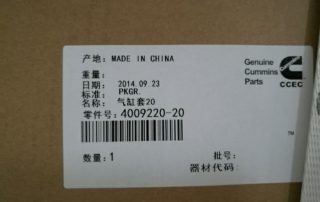 产地: MADE IN CHINA
重量:
日期: 2014.09.23
标准: PKGR.
名称: 气缸套20
零件号: 4009220-20
数量: 1
批号:
器材代码:
Genuine
Cummins
Parts
CCEC
TM